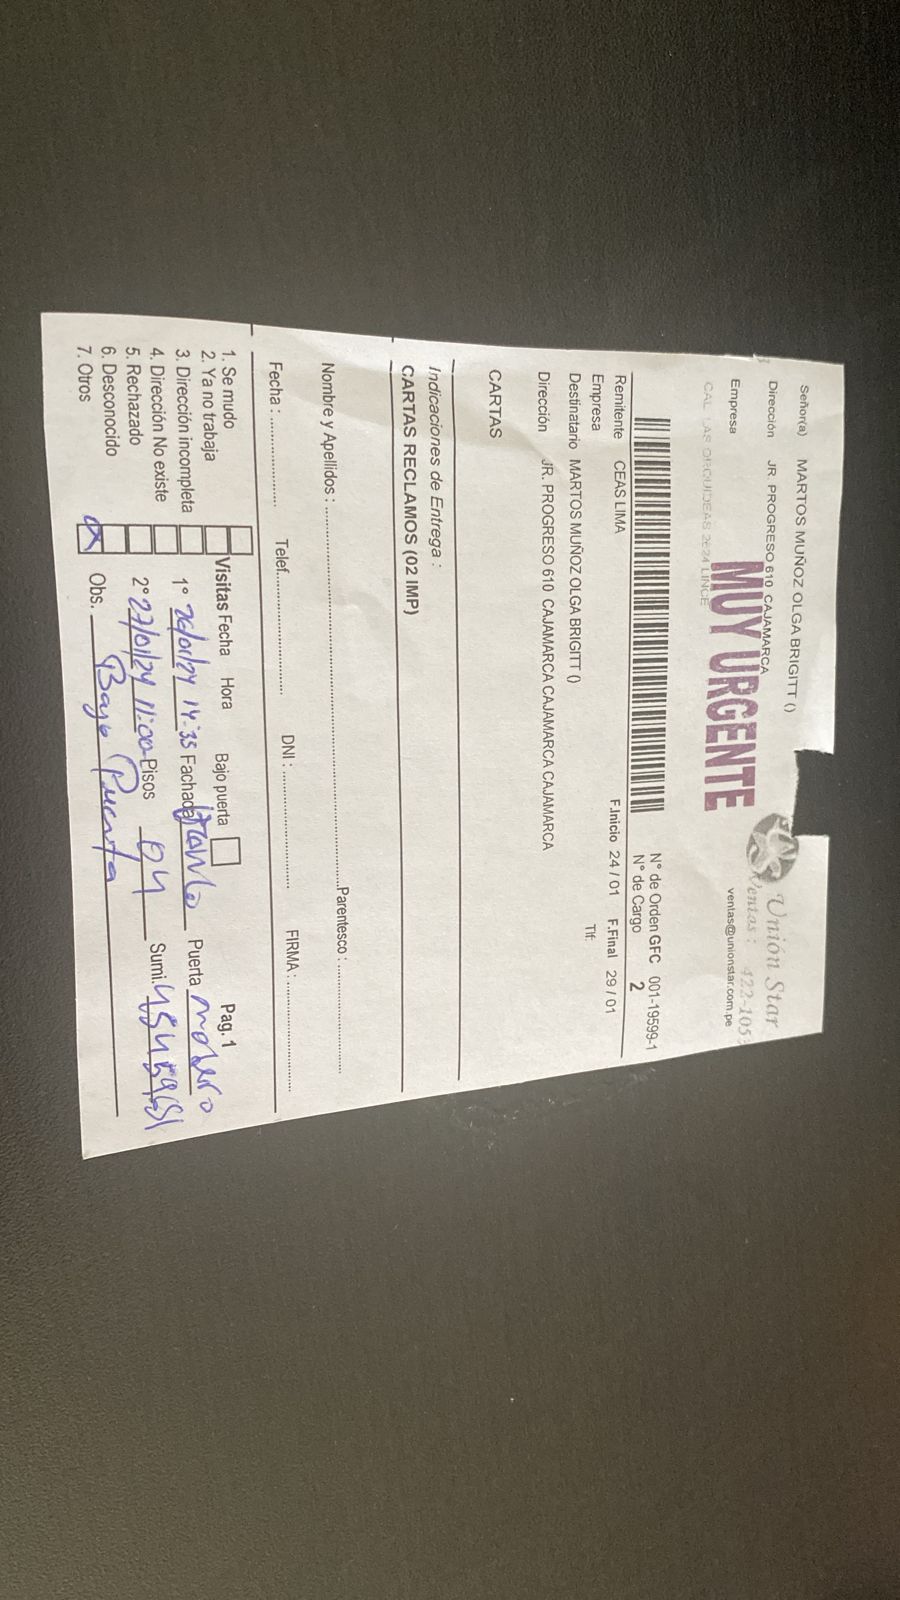 Señor(a) MARTOS MUÑOZ OLGA BRIGITT ()
Dirección JR. PROGRESO 610 CAJAMARCA
Empresa
CAL LAS ORQUIDEAS 2624 LINCE
MUY URGENTE
Unión Star
Ventas: 422-105
ventas@unionstar.com.pe
N° de Orden GFC 001-19599-1
N° de Cargo 2
Remitente CEAS LIMA F.Inicio 24 / 01 F.Final 29 / 01
Empresa Tlf:
Destinatario MARTOS MUÑOZ OLGA BRIGITT ()
Dirección JR. PROGRESO 610 CAJAMARCA CAJAMARCA CAJAMARCA
CARTAS
Indicaciones de Entrega :
CARTAS RECLAMOS (02 IMP)
Nombre y Apellidos : Parentesco :
Fecha : Telef. DNI : FIRMA :
1. Se mudo
2. Ya no trabaja
3. Dirección incompleta
4. Dirección No existe
5. Rechazado
6. Desconocido
7. Otros
Visitas Fecha Hora Bajo puerta Pag. 1
1° 26/01/24 14:35 Fachada Puerta
2° 27/01/24 11:00 Pisos 04 Sumi.
Obs. Bajo Puerta